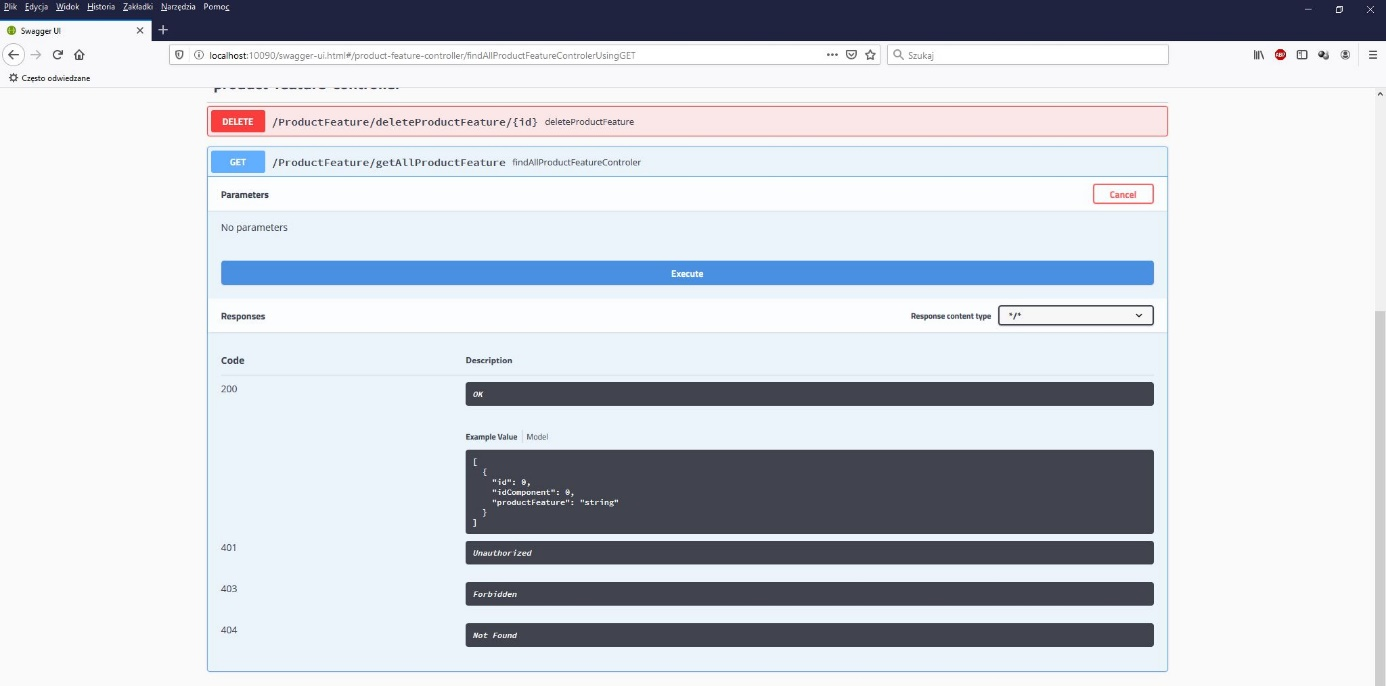 Plik Edycja Widok Historia Zakładki Narzędzia Pomoc
Swagger UI
localhost:10090/swagger-ui.html#/product-feature-controller/findAllProductFeatureControlerUsingGET
Szukaj
Często odwiedzane
product-feature-controller
DELETE /ProductFeature/deleteProductFeature/{id} deleteProductFeature
GET /ProductFeature/getAllProductFeature findAllProductFeatureControler
Parameters Cancel
No parameters
Execute
Responses Response content type */*
Code Description
200 OK
Example Value Model
[
{
"id": 0,
"idComponent": 0,
"productFeature": "string"
}
]
401 Unauthorized
403 Forbidden
404 Not Found